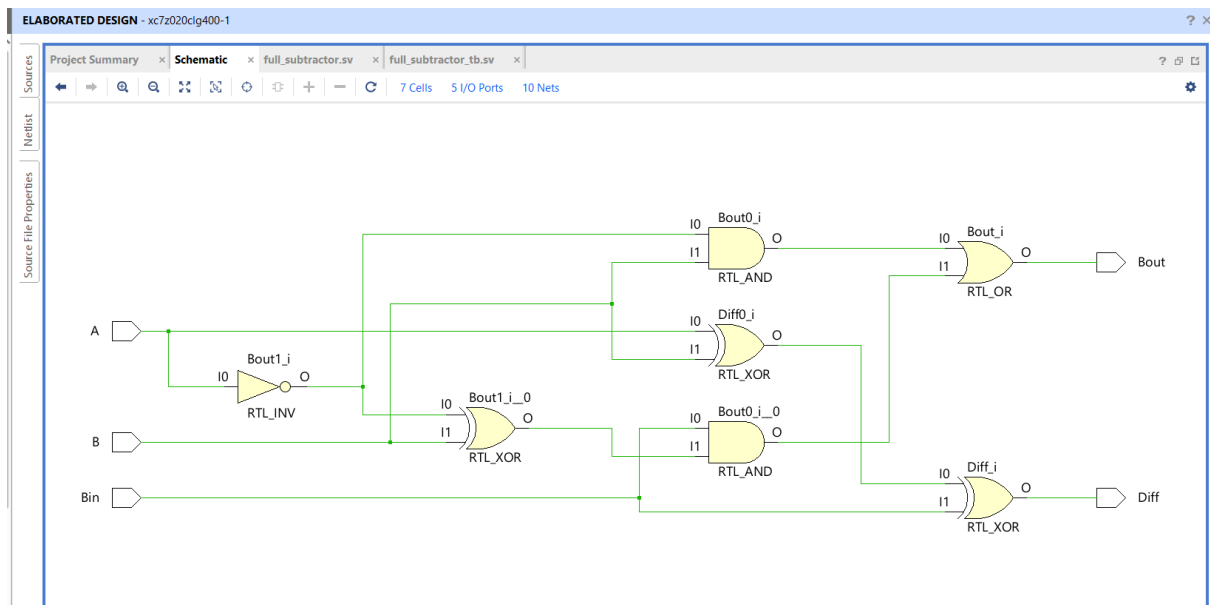 ELABORATED DESIGN - xc7z020clg400-1
?
×
Sources
Netlist
Source File Properties
Project Summary × Schematic × full_subtractor.sv × full_subtractor_tb.sv ×
?
7 Cells 5 I/O Ports 10 Nets
Bout0_i
I0
I1
O
RTL_AND
Bout_i
I0
I1
O
RTL_OR
Bout
A
Diff0_i
I0
I1
O
RTL_XOR
Bout1_i
I0
O
RTL_INV
B
Bout1_i__0
I0
I1
O
RTL_XOR
Bout0_i__0
I0
I1
O
RTL_AND
Bin
Diff_i
I0
I1
O
RTL_XOR
Diff